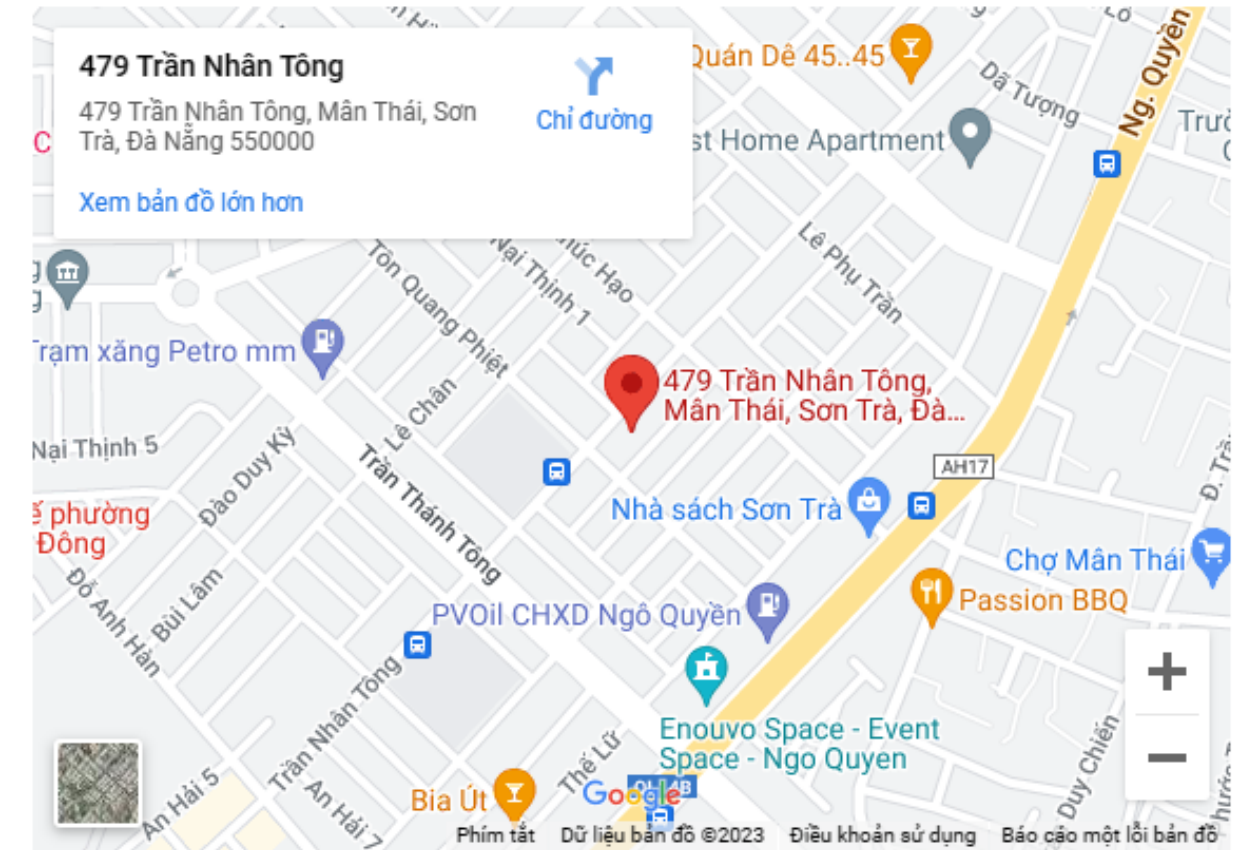 479 Trần Nhân Tông
479 Trần Nhân Tông, Mân Thái, Sơn
Trà, Đà Nẵng 550000
Chỉ đường
Xem bản đồ lớn hơn
Quán Dê 45..45
Dã Tượng
Ng. Quyền
st Home Apartment
Lê Phụ Trần
Nại Thịnh 1
húc Hạo
Tôn Quang Phiệt
Trạm xăng Petro mm
479 Trần Nhân Tông,
Mân Thái, Sơn Trà, Đà...
Lê Chân
Nại Thịnh 5
Đào Duy Kỳ
Trần Thánh Tông
AH17
Đ. Trầ
Nhà sách Sơn Trà
phường
Đông
Chợ Mân Thái
Passion BBQ
Đỗ Anh Hàn
Bùi Lâm
PVOil CHXD Ngô Quyền
Trần Nhân Tông
Enouvo Space - Event
Space - Ngo Quyen
Thế Lữ
Duy Chiến
An Hải 5
An Hải 7
Bia Út
Google
Phím tắt
Dữ liệu bản đồ ©2023
Điều khoản sử dụng
Báo cáo một lỗi bản đồ